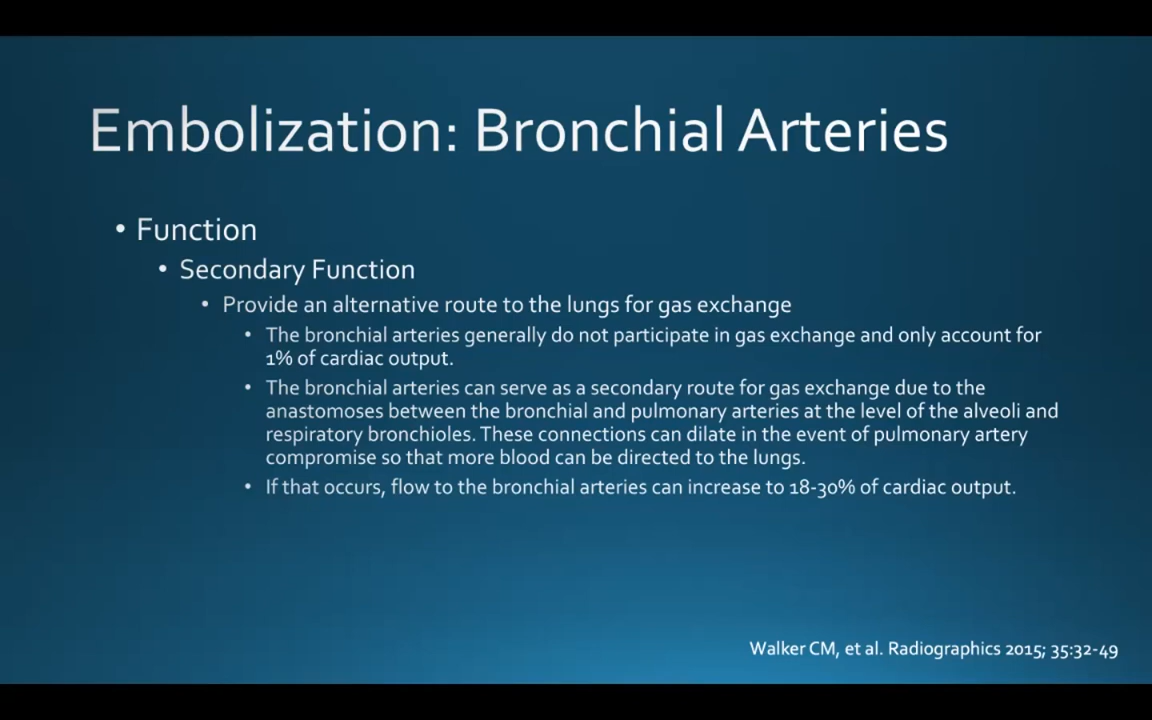 Embolization: Bronchial Arteries
• Function
• Secondary Function
• Provide an alternative route to the lungs for gas exchange
• The bronchial arteries generally do not participate in gas exchange and only account for
1% of cardiac output.
• The bronchial arteries can serve as a secondary route for gas exchange due to the
anastomoses between the bronchial and pulmonary arteries at the level of the alveoli and
respiratory bronchioles. These connections can dilate in the event of pulmonary artery
compromise so that more blood can be directed to the lungs.
• If that occurs, flow to the bronchial arteries can increase to 18-30% of cardiac output.
Walker CM, et al. Radiographics 2015; 35:32-49